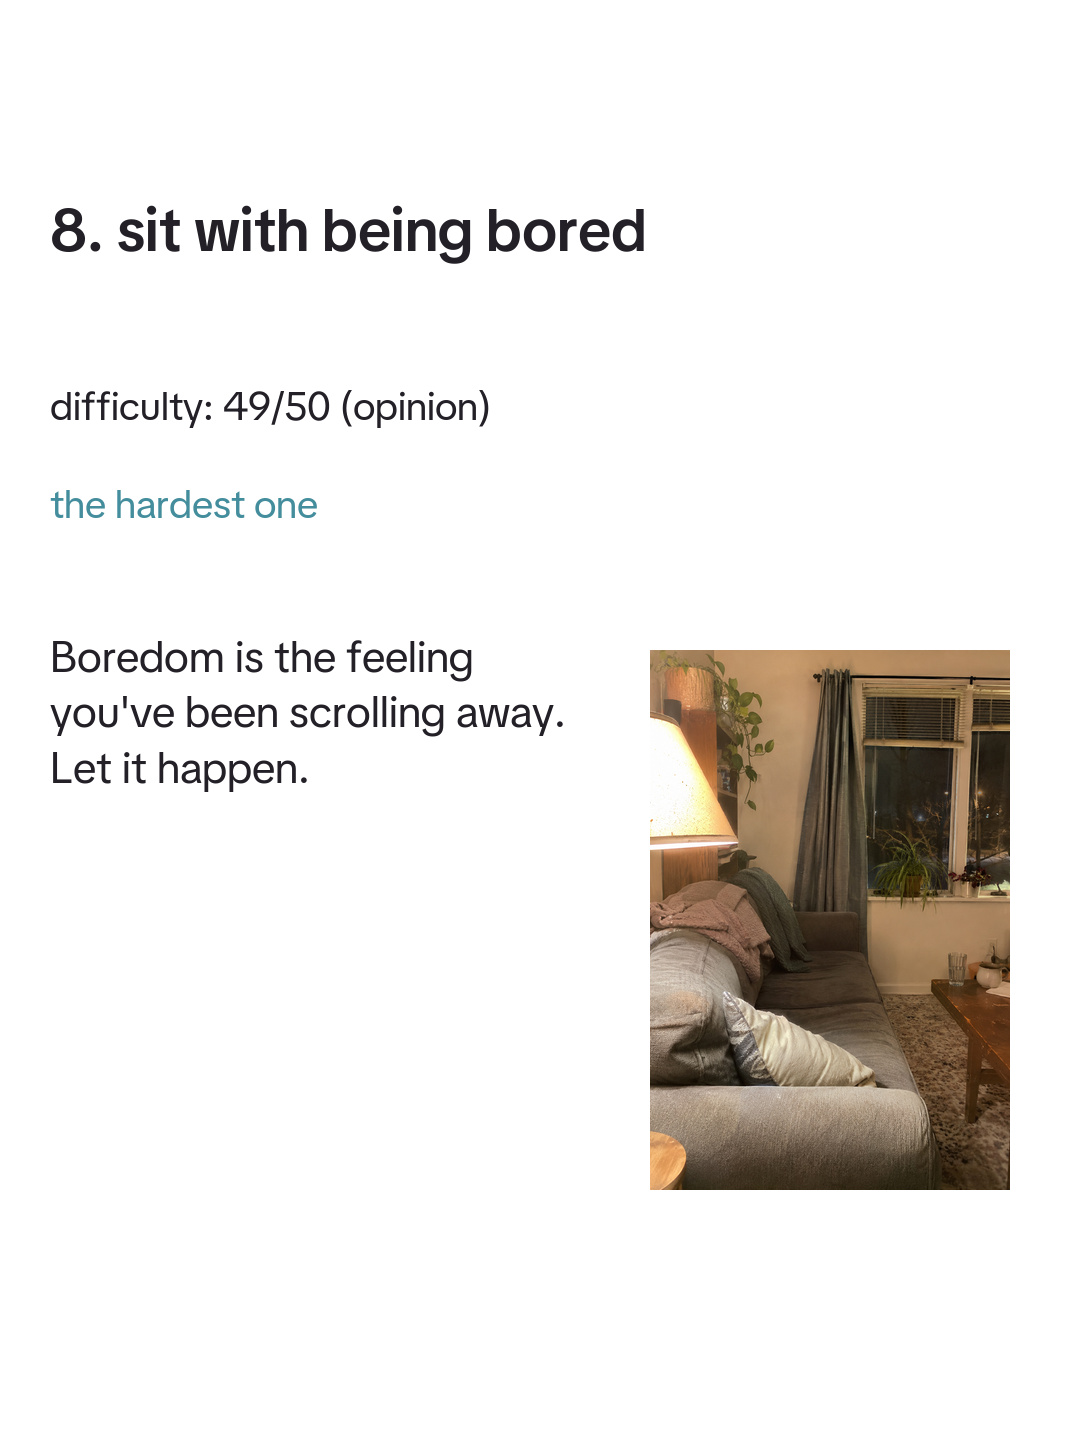 8. sit with being bored
difficulty: 49/50 (opinion)
the hardest one
Boredom is the feeling
you've been scrolling away.
Let it happen.